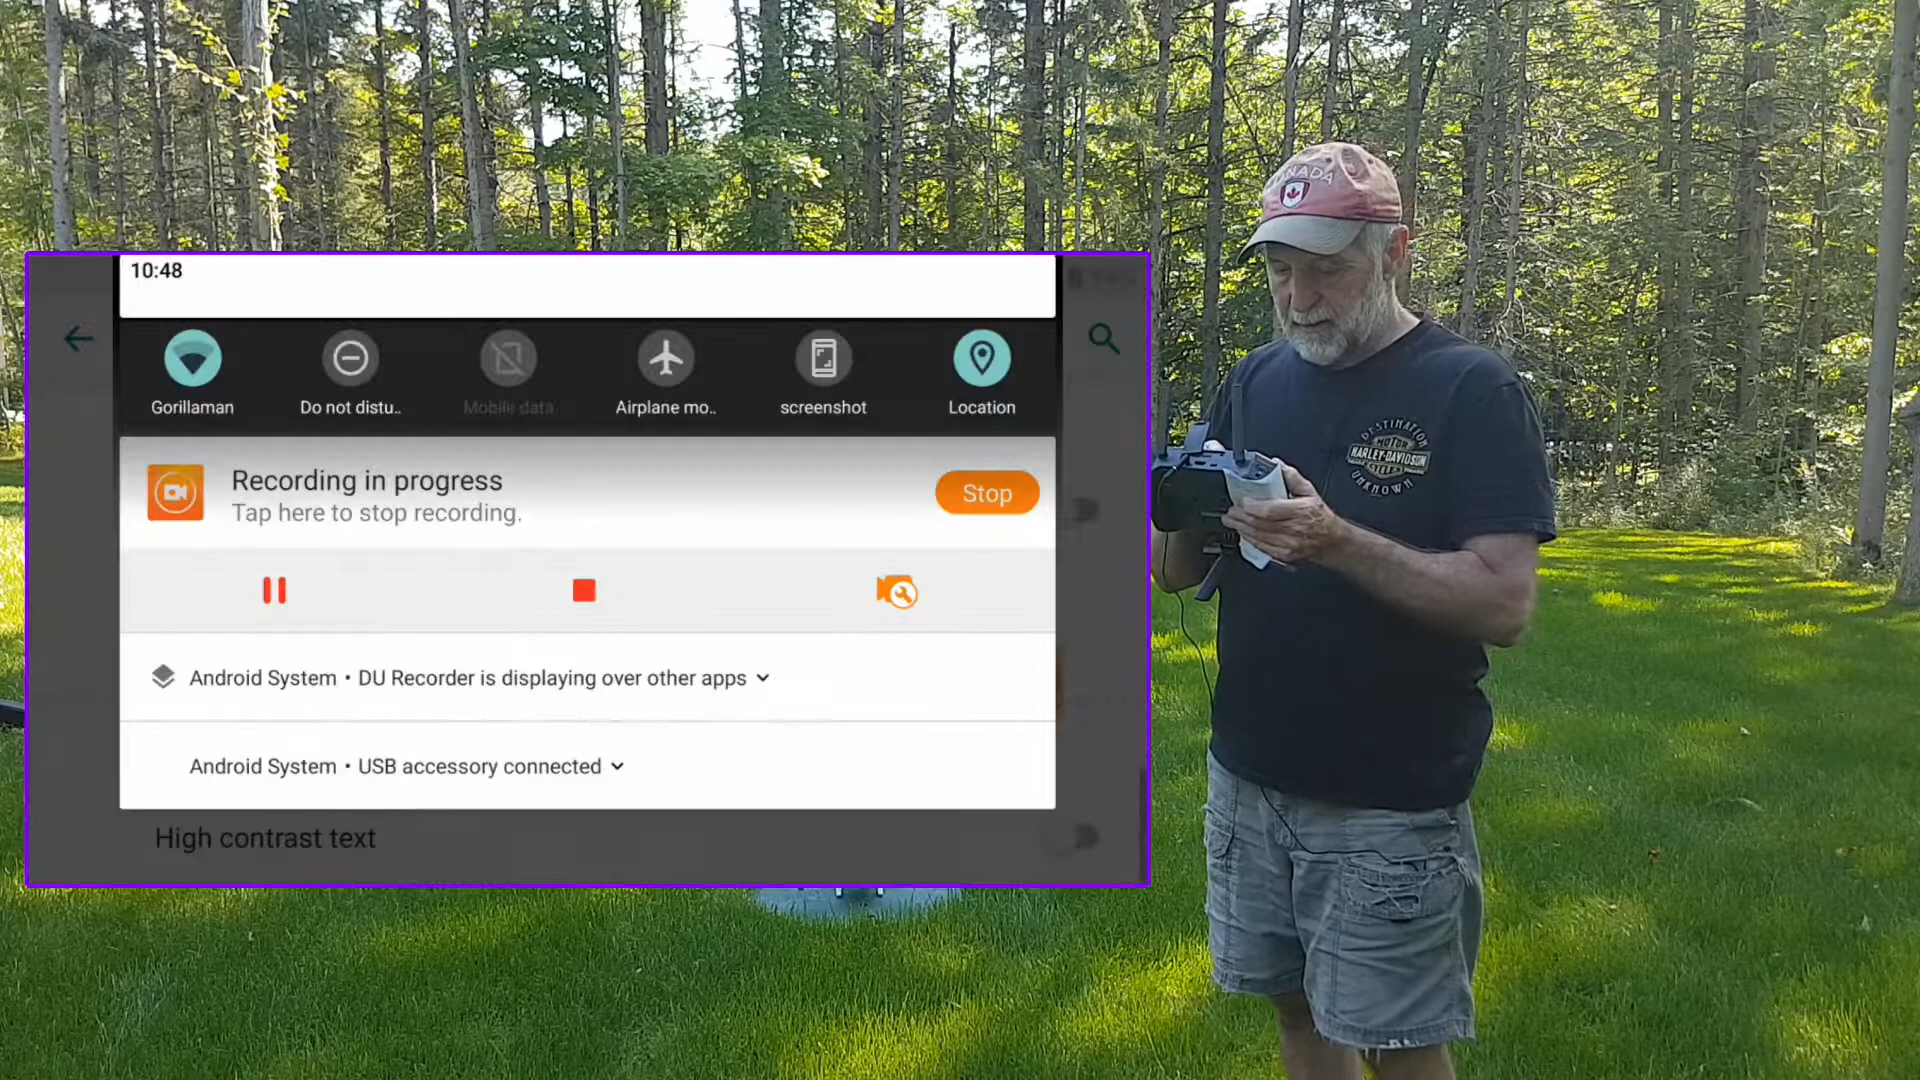 10:48
Gorillaman
Do not distu..
Mobile data
Airplane mo..
screenshot
Location
Recording in progress
Tap here to stop recording.
Stop
Android System • DU Recorder is displaying over other apps
Android System • USB accessory connected
High contrast text
CANADA
DESTINATION
MOTOR
HARLEY-DAVIDSON
CYCLES
UNKNOWN